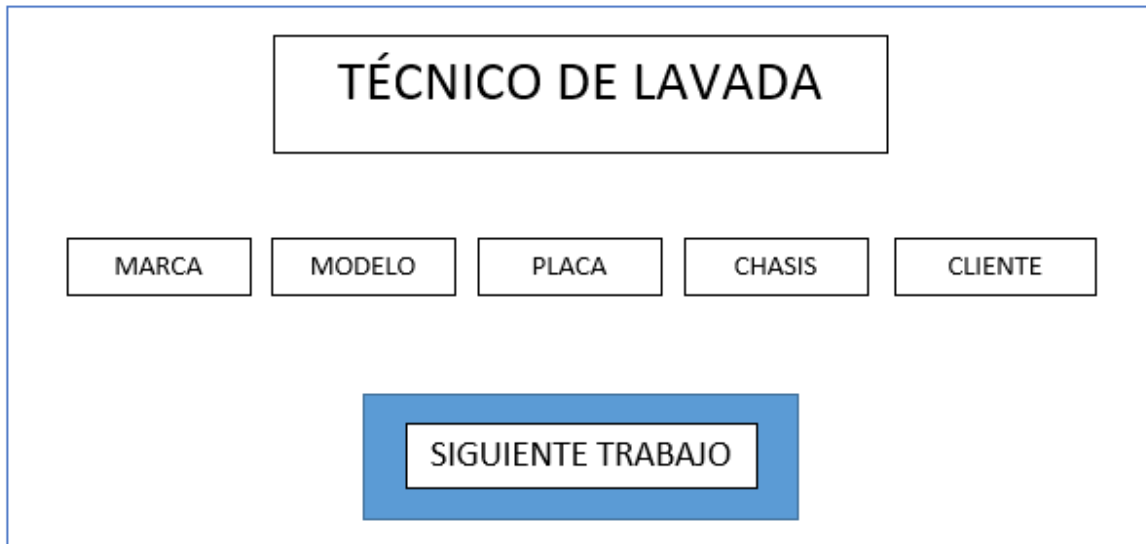 TÉCNICO DE LAVADA
MARCA MODELO PLACA CHASIS CLIENTE
SIGUIENTE TRABAJO